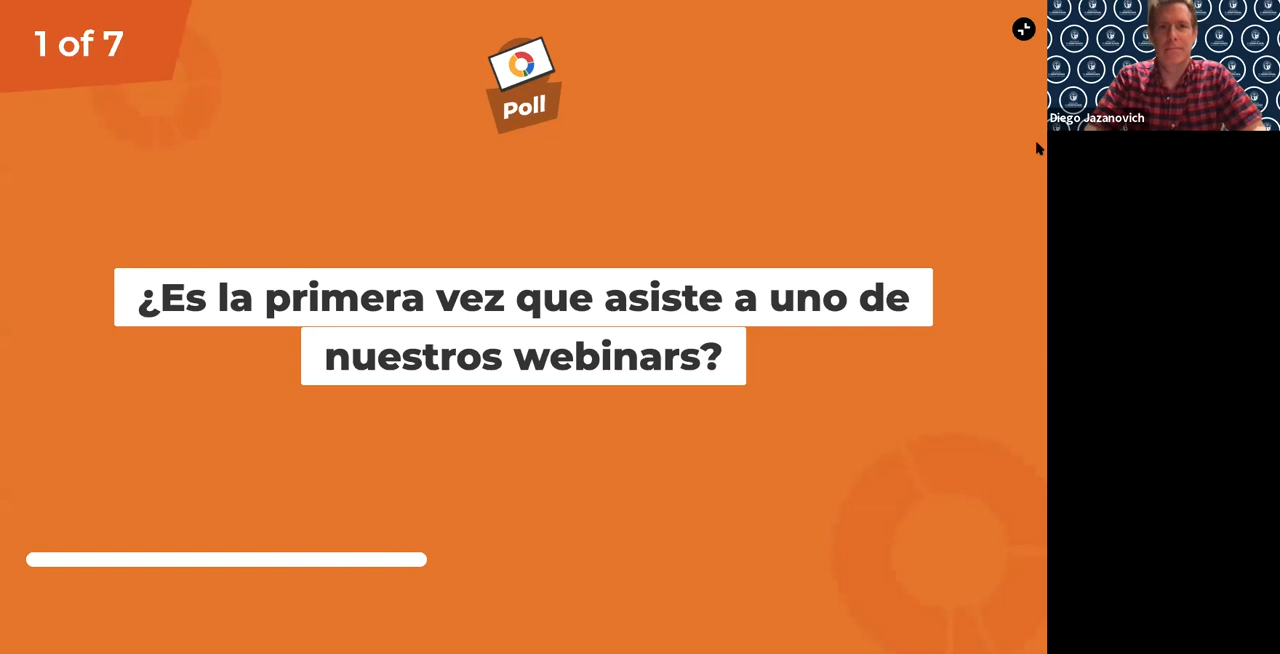 1 of 7
Poll
Diego Jazanovich
¿Es la primera vez que asiste a uno de
nuestros webinars?